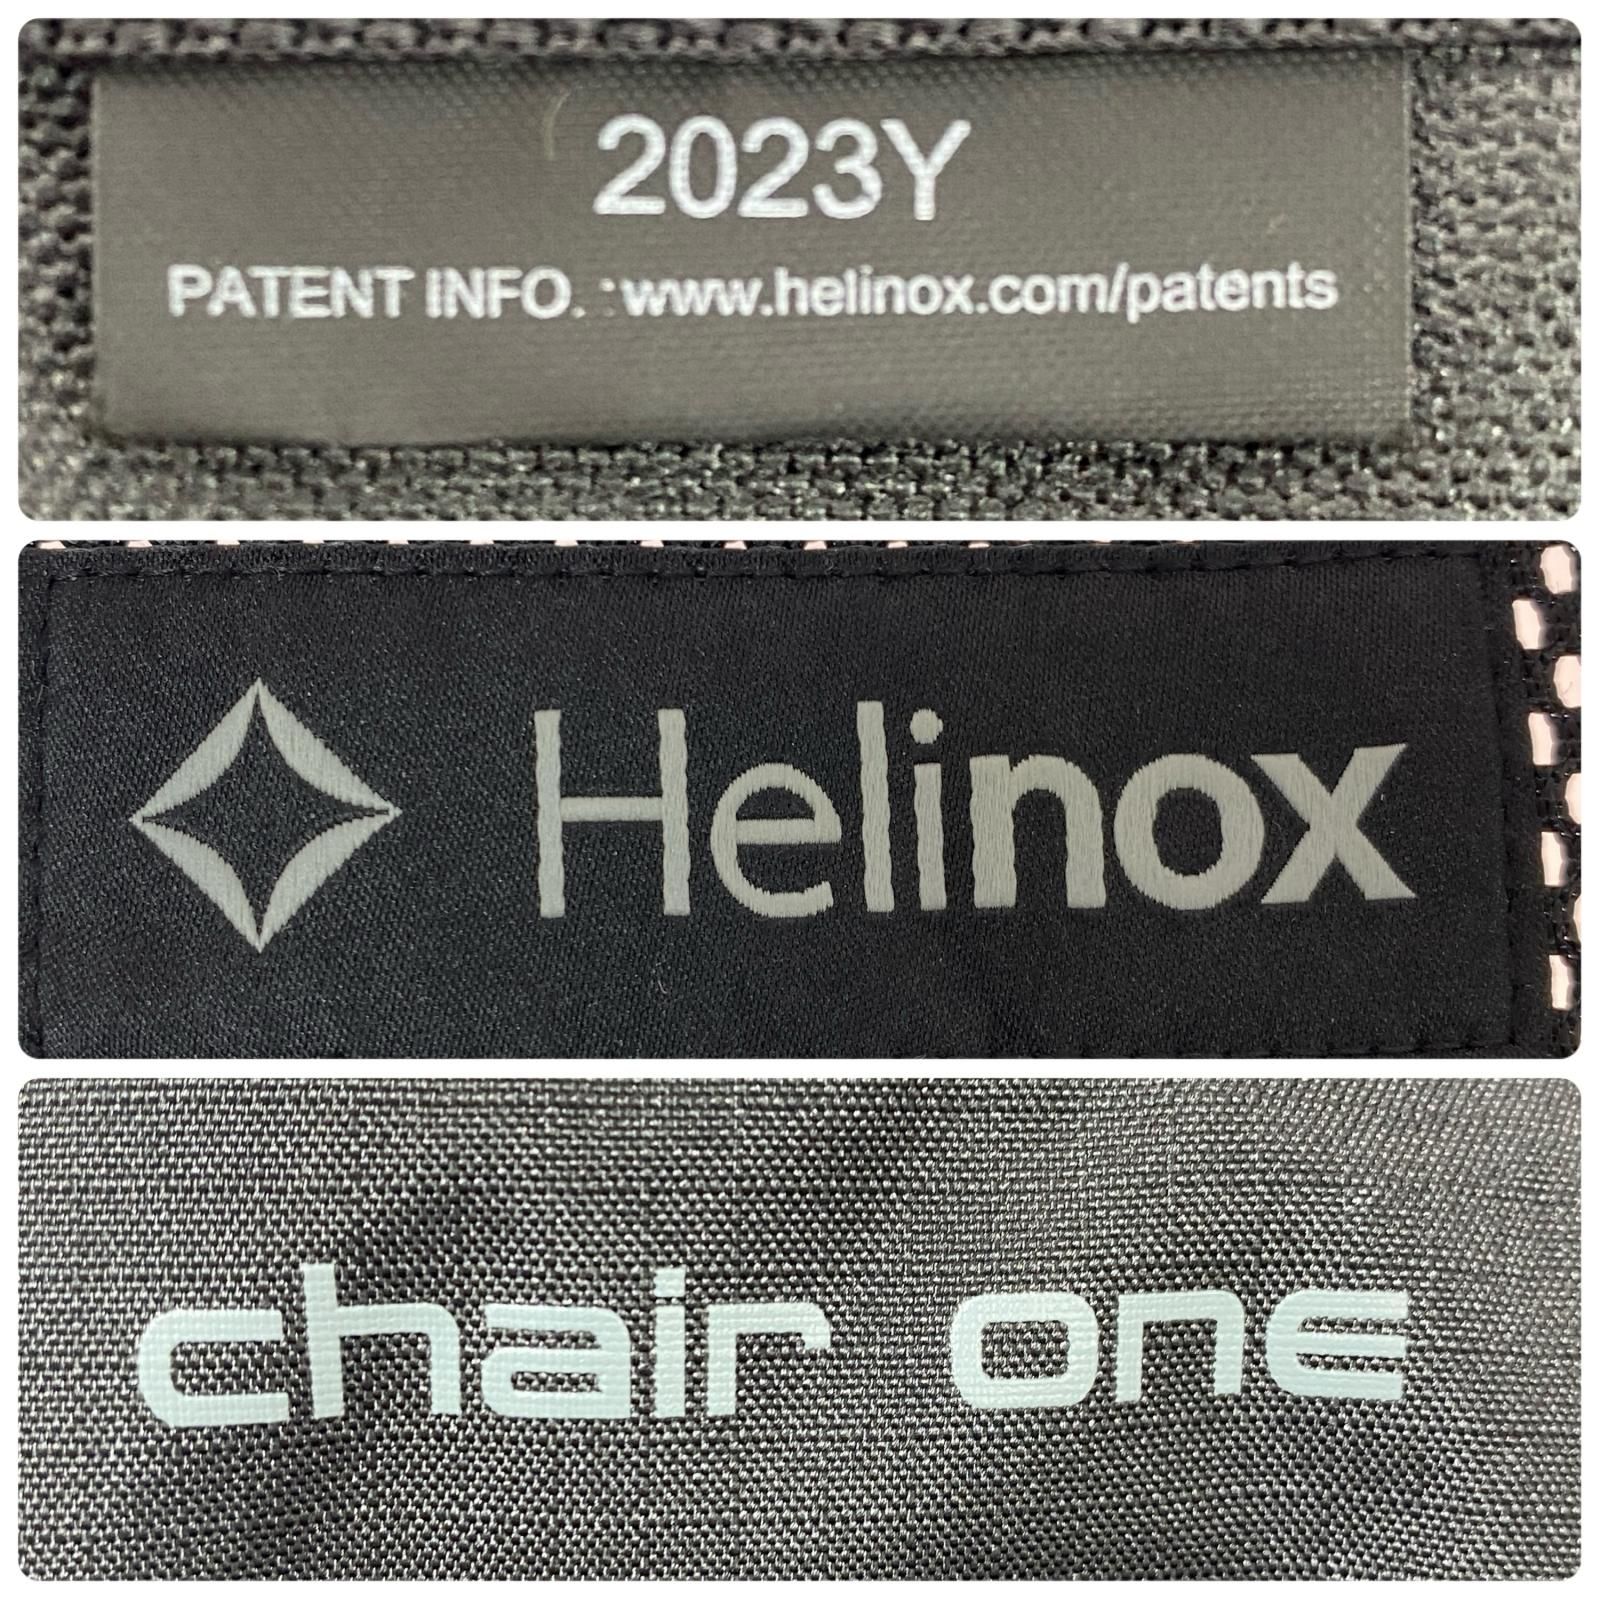 2023Y
PATENT INFO. : www.helinox.com/patents
Helinox
chair one